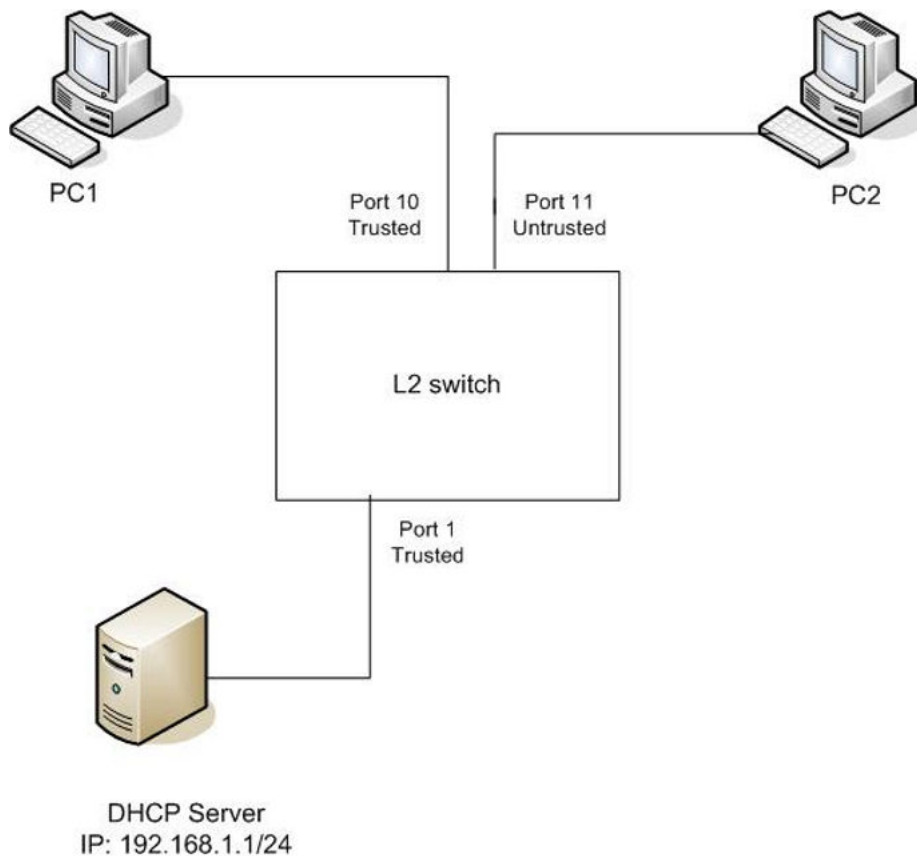 PC1
PC2
Port 10
Trusted
Port 11
Untrusted
L2 switch
Port 1
Trusted
DHCP Server
IP: 192.168.1.1/24